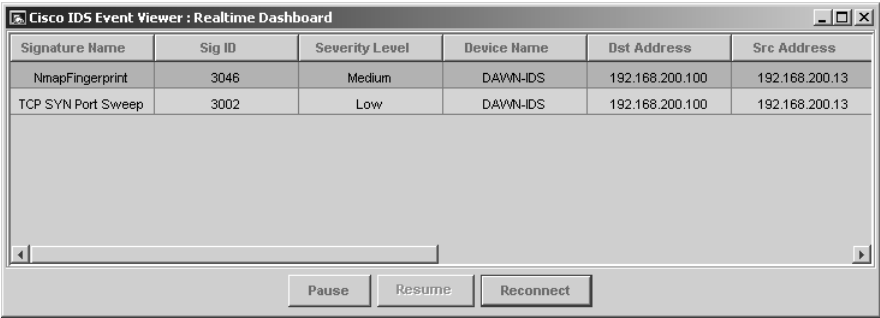 Cisco IDS Event Viewer : Realtime Dashboard
Signature Name Sig ID Severity Level Device Name Dst Address Src Address
NmapFingerprint 3046 Medium DAWN-IDS 192.168.200.100 192.168.200.13
TCP SYN Port Sweep 3002 Low DAWN-IDS 192.168.200.100 192.168.200.13
Pause Resume Reconnect